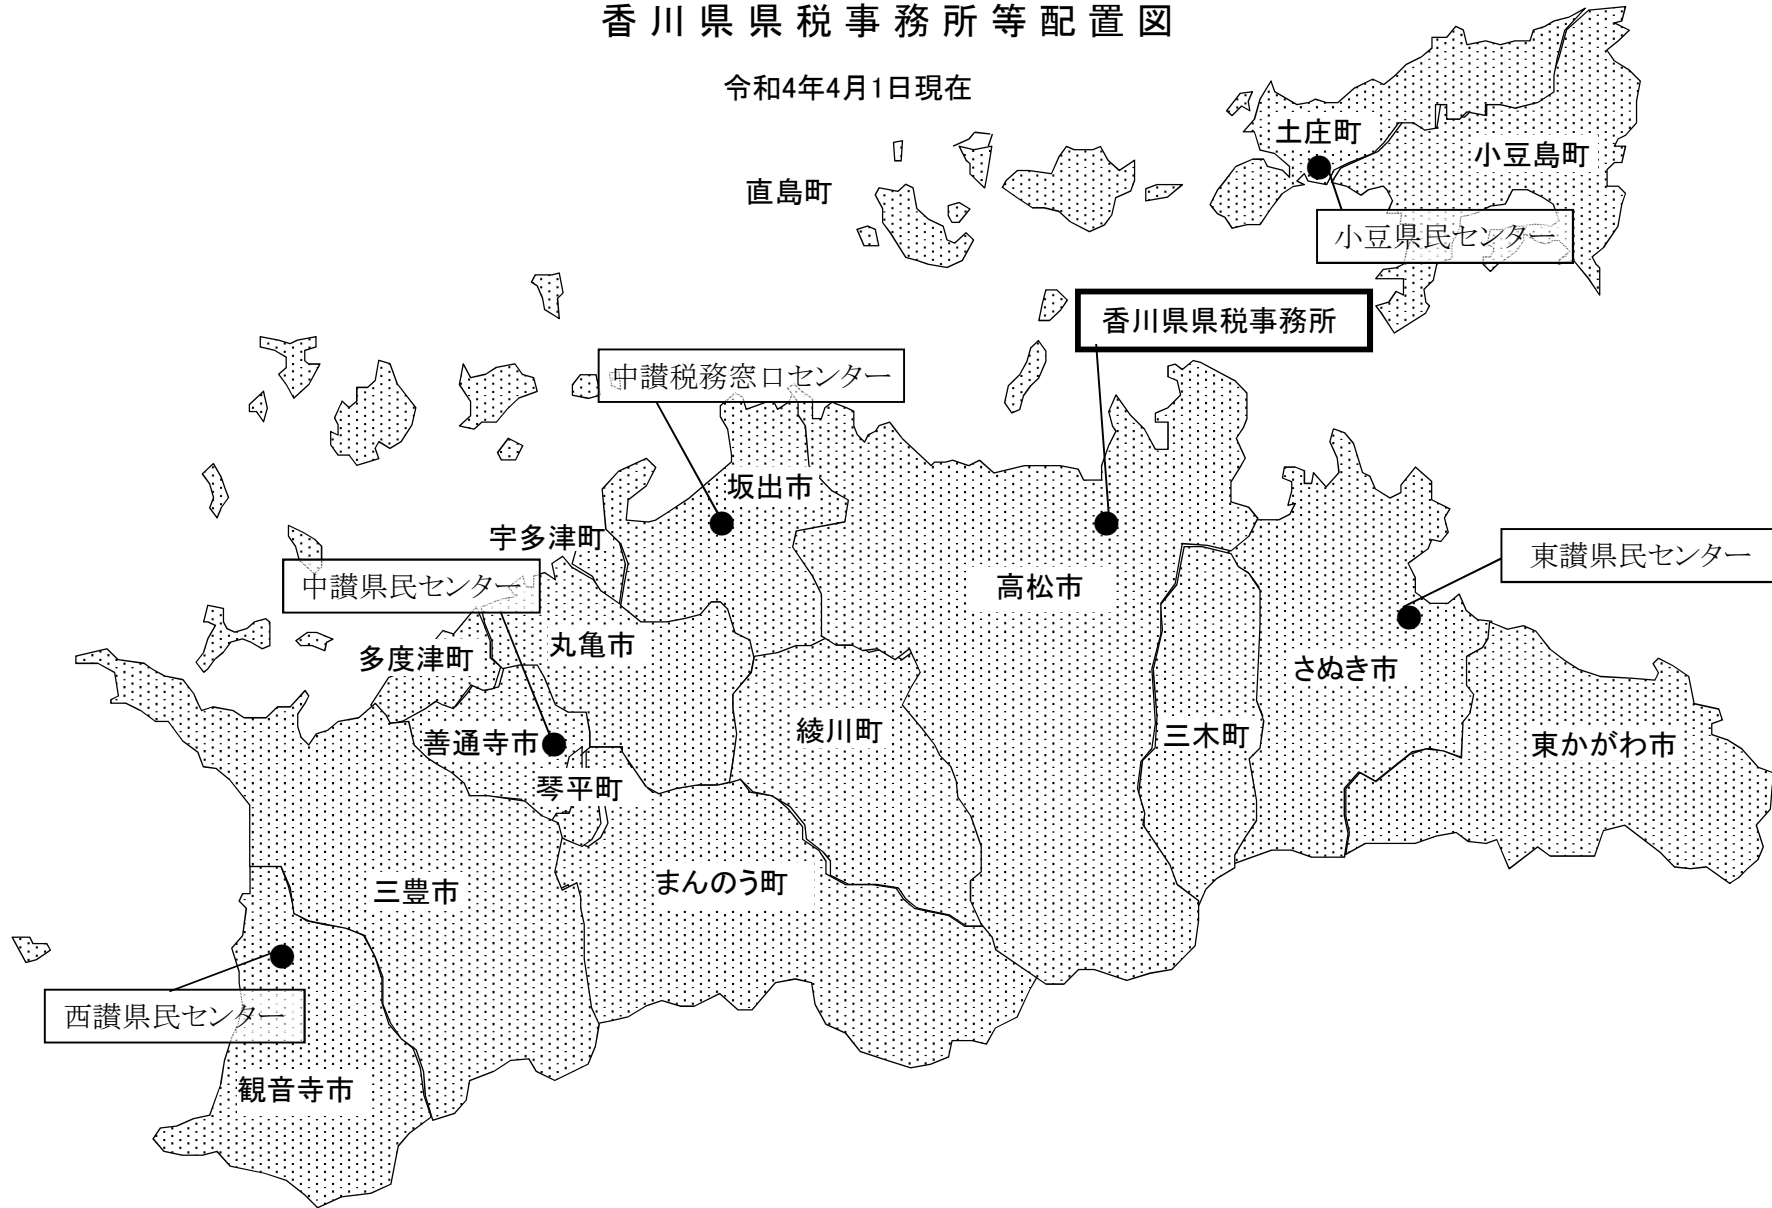 香川県県税事務所等配置図
令和4年4月1日現在
土庄町
小豆島町
直島町
小豆県民センター
香川県県税事務所
中讃税務窓口センター
坂出市
宇多津町
東讃県民センター
中讃県民センター
高松市
丸亀市
多度津町
さぬき市
綾川町
三木町
善通寺市
東かがわ市
琴平町
まんのう町
三豊市
西讃県民センター
観音寺市